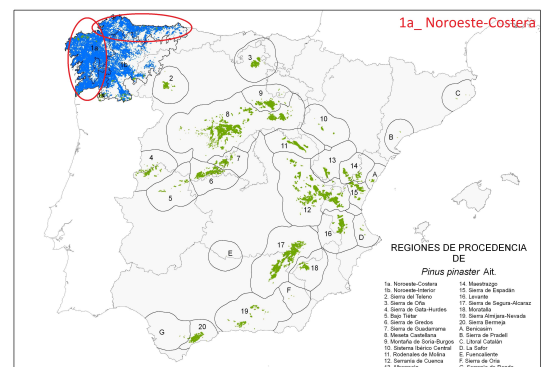 1a_ Noroeste-Costera
1a
1b
2
3
9
8
10
11
C
B
4
7
6
5
13
14
A
15
12
16
D
17
18
E
F
19
G
20
REGIONES DE PROCEDENCIA
DE
Pinus pinaster Ait.
1a. Noroeste-Costera
1b. Noroeste-Interior
2. Sierra del Teleno
3. Sierra de Oña
4. Sierra de Gata-Hurdes
5. Bajo Tiétar
6. Sierra de Gredos
7. Sierra de Guadarrama
8. Meseta Castellana
9. Montaña de Soria-Burgos
10. Sistema Ibérico Central
11. Rodenales de Molina
12. Serranía de Cuenca
14. Maestrazgo
15. Sierra de Espadán
16. Levante
17. Sierra de Segura-Alcaraz
18. Moratalla
19. Sierra Almijara-Nevada
20. Sierra Bermeja
A. Benicasim
B. Sierra de Pradell
C. Litoral Catalán
D. La Safor
E. Fuencaliente
F. Sierra de Oria